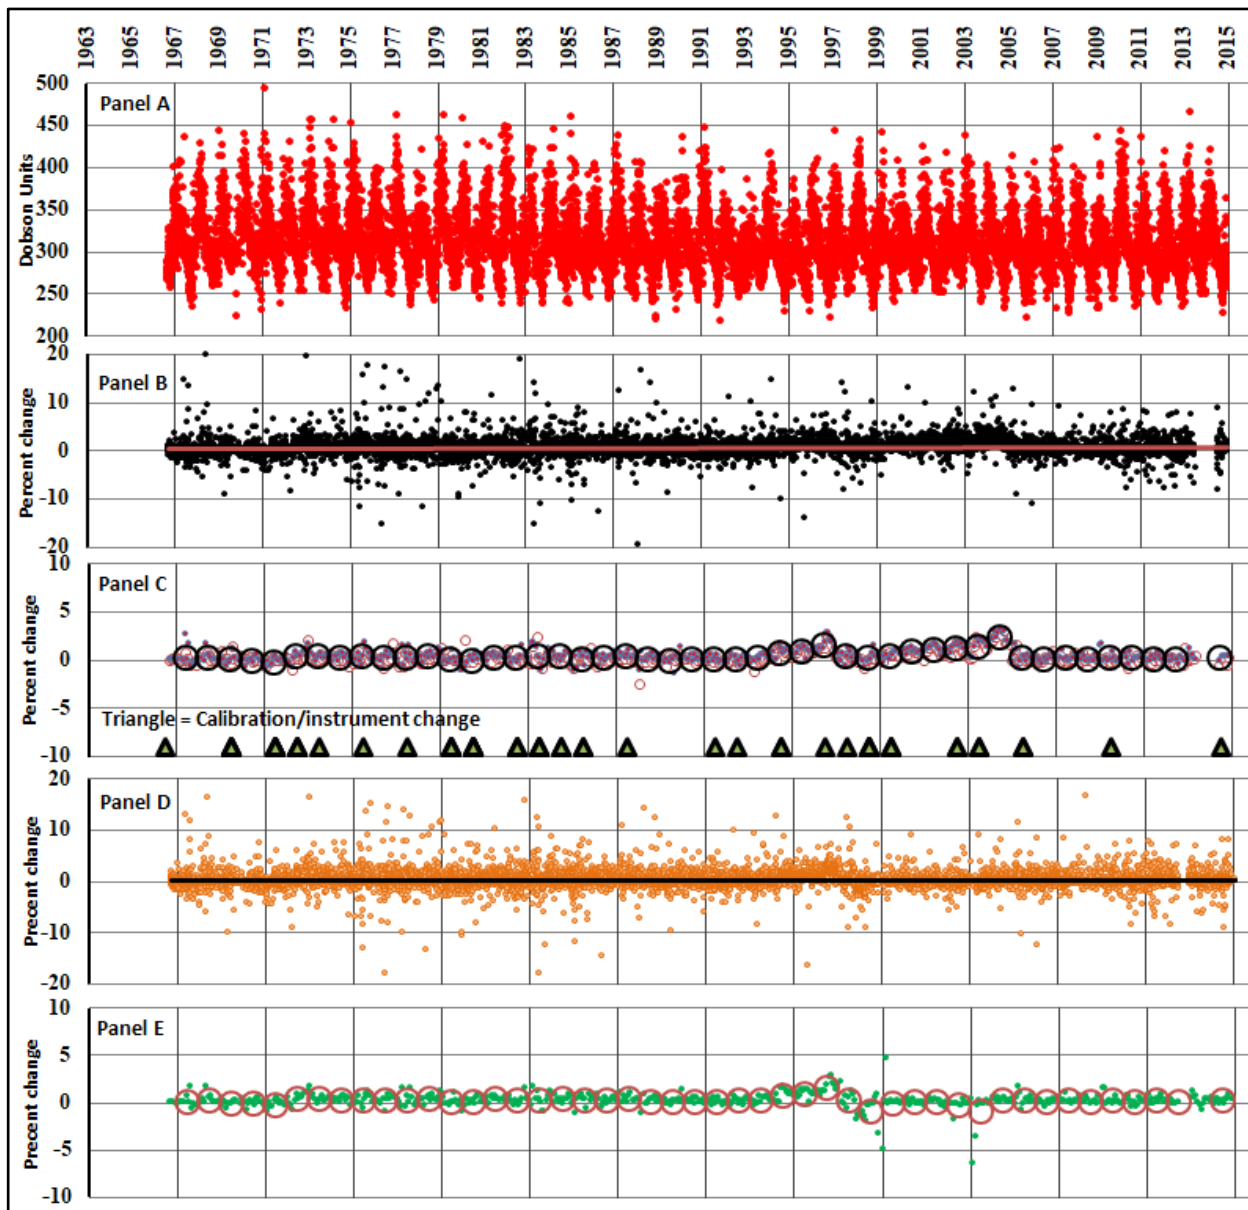 1963 1965 1967 1969 1971 1973 1975 1977 1979 1981 1983 1985 1987 1989 1991 1993 1995 1997 1999 2001 2003 2005 2007 2009 2011 2013 2015
Panel A
Dobson Units
500
450
400
350
300
250
200
Panel B
Percent change
20
10
0
-10
-20
Panel C
Percent change
10
5
0
-5
-10
Triangle = Calibration/instrument change
Panel D
Precent change
20
10
0
-10
-20
Panel E
Precent change
10
5
0
-5
-10